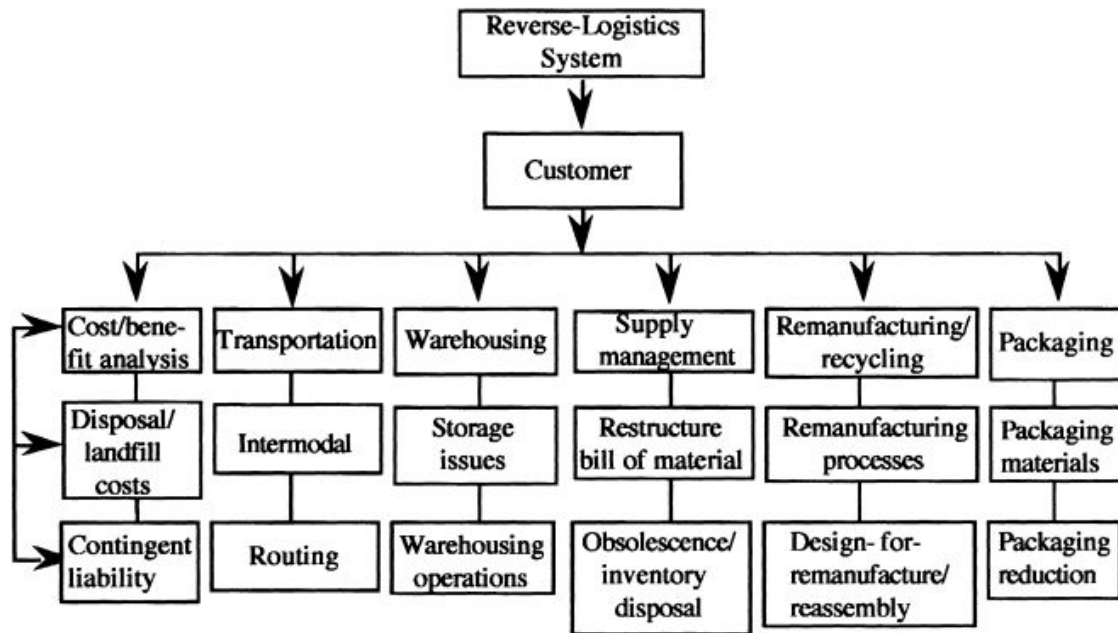 Reverse-Logistics
System
Customer
Cost/bene-
fit analysis
Transportation
Warehousing
Supply
management
Remanufacturing/
recycling
Packaging
Disposal/
landfill
costs
Intermodal
Storage
issues
Restructure
bill of material
Remanufacturing
processes
Packaging
materials
Contingent
liability
Routing
Warehousing
operations
Obsolescence/
inventory
disposal
Design- for-
remanufacture/
reassembly
Packaging
reduction